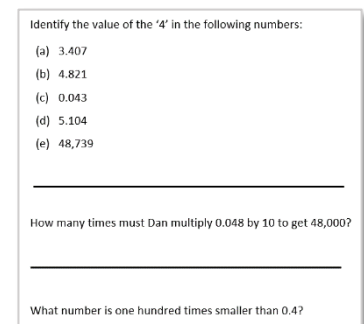 Identify the value of the ‘4’ in the following numbers:
(a) 3.407
(b) 4.821
(c) 0.043
(d) 5.104
(e) 48,739
How many times must Dan multiply 0.048 by 10 to get 48,000?
What number is one hundred times smaller than 0.4?